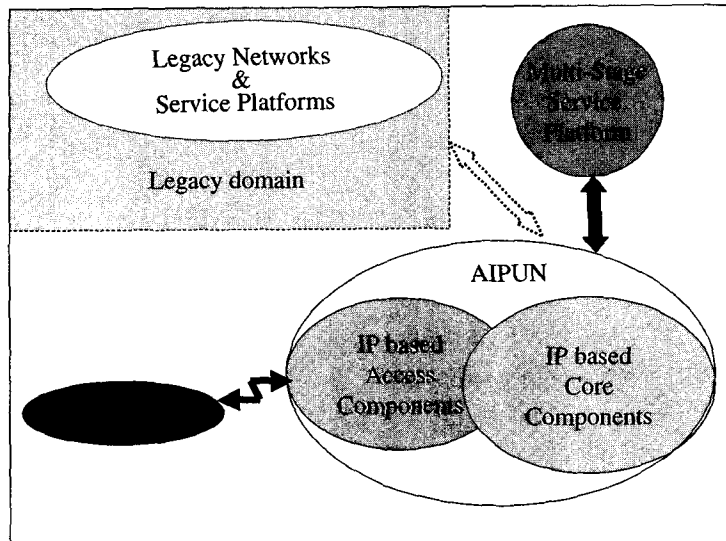 Legacy Networks
&
Service Platforms
Legacy domain
Multi-Stage
Service
Platform
AIPUN
IP based
Access
Components
IP based
Core
Components